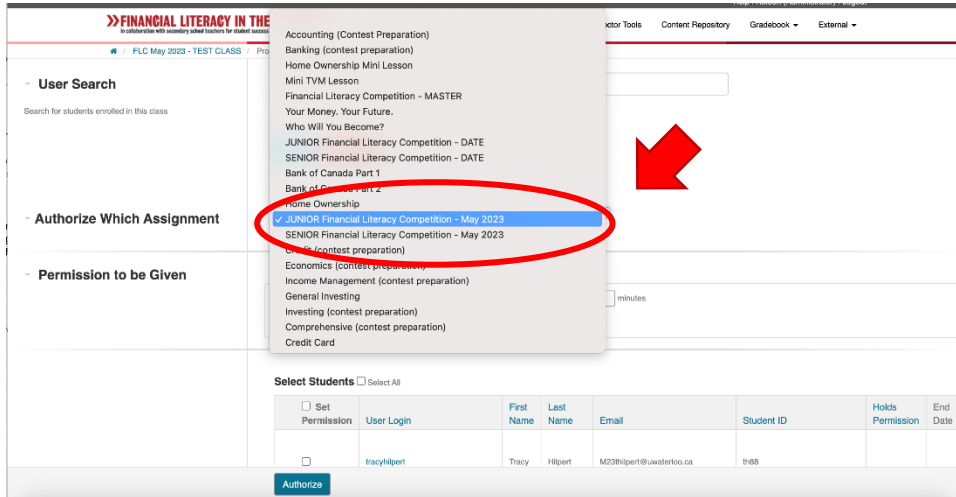 Help | Nelson (Administrator) | Logout
»FINANCIAL LITERACY IN THE
In collaboration with secondary school teachers for student success
Tools
Content Repository
Gradebook
External
/ FLC May 2023 - TEST CLASS /
Accounting (Contest Preparation)
Banking (contest preparation)
Home Ownership Mini Lesson
Mini TVM Lesson
Financial Literacy Competition - MASTER
Your Money. Your Future.
Who Will You Become?
JUNIOR Financial Literacy Competition - DATE
SENIOR Financial Literacy Competition - DATE
Bank of Canada Part 1
Bank of Canada Part 2
Home Ownership
✓ JUNIOR Financial Literacy Competition - May 2023
SENIOR Financial Literacy Competition - May 2023
Credit (contest preparation)
Economics (contest preparation)
Income Management (contest preparation)
General Investing
Investing (contest preparation)
Comprehensive (contest preparation)
Credit Card
- User Search
Search for students enrolled in this class
- Authorize Which Assignment
- Permission to be Given
minutes
Select Students Select All
Set Permission
User Login
First Name
Last Name
Email
Student ID
Holds Permission
End Date
tracyhilpert
Tracy
Hilpert
M23thilpert@uwaterloo.ca
th88
Authorize